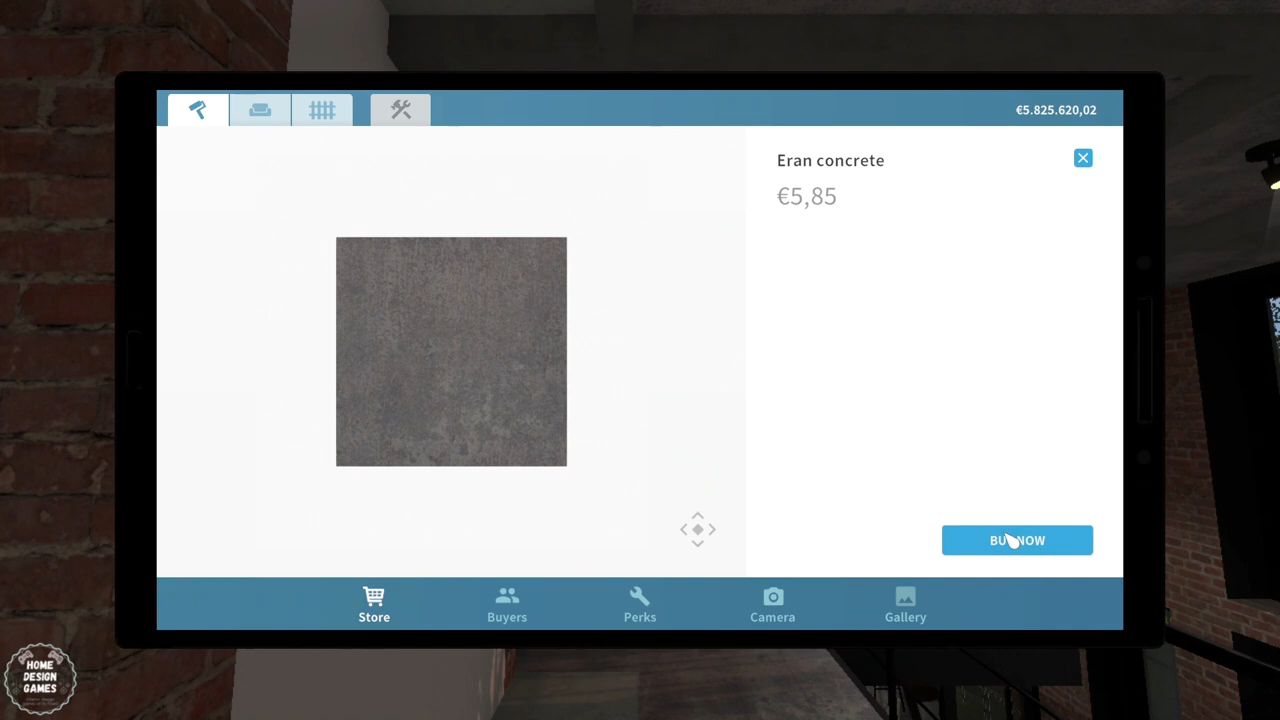 €5.825.620,02
Eran concrete
€5,85
BUY NOW
Store
Buyers
Perks
Camera
Gallery
HOME
DESIGN
GAMES